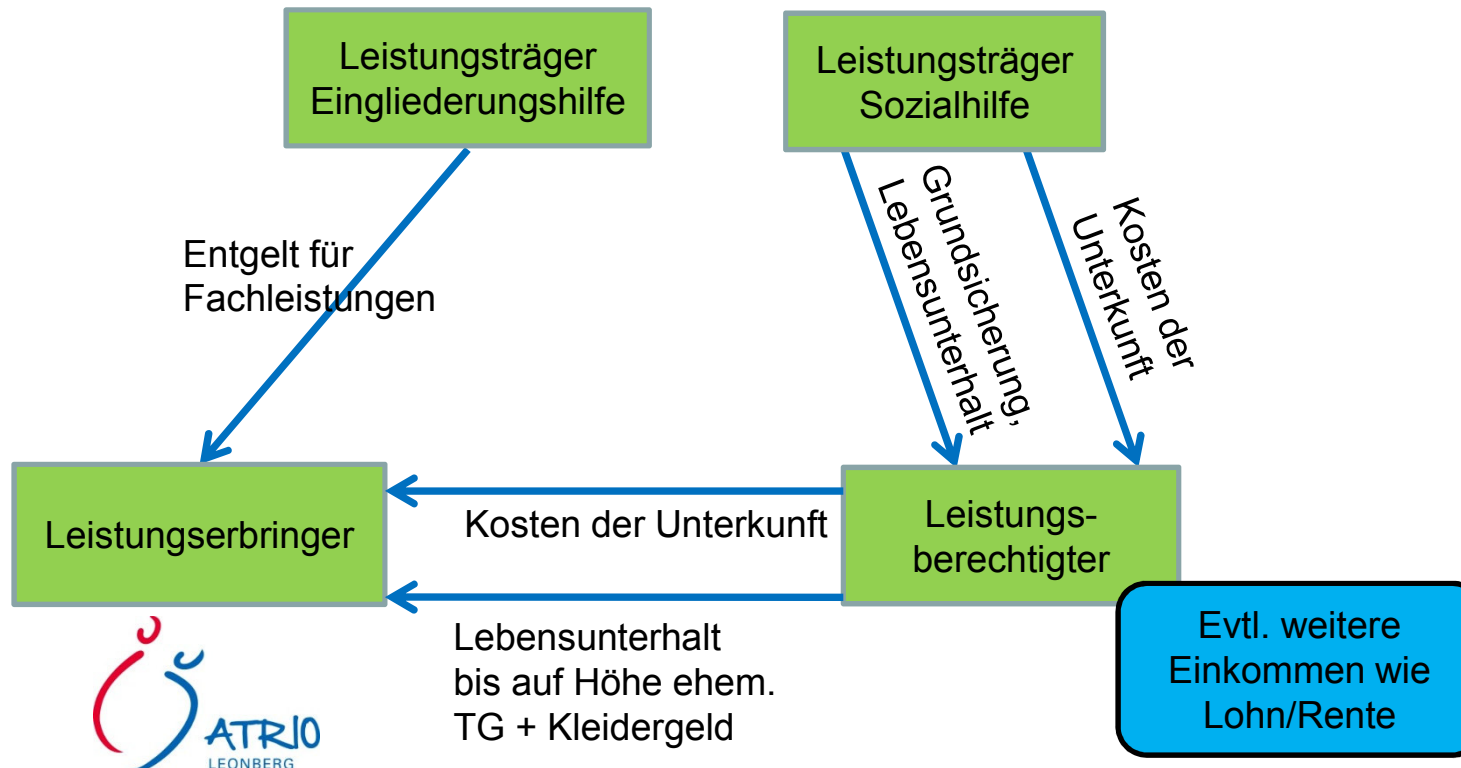 Leistungsträger
Eingliederungshilfe
Leistungsträger
Sozialhilfe
Entgelt für
Fachleistungen
Grundsicherung,
Lebensunterhalt
Kosten der
Unterkunft
Leistungserbringer
Kosten der Unterkunft
Leistungs-
berechtigter
Lebensunterhalt
bis auf Höhe ehem.
TG + Kleidergeld
Evtl. weitere
Einkommen wie
Lohn/Rente
ATRIO
LEONBERG